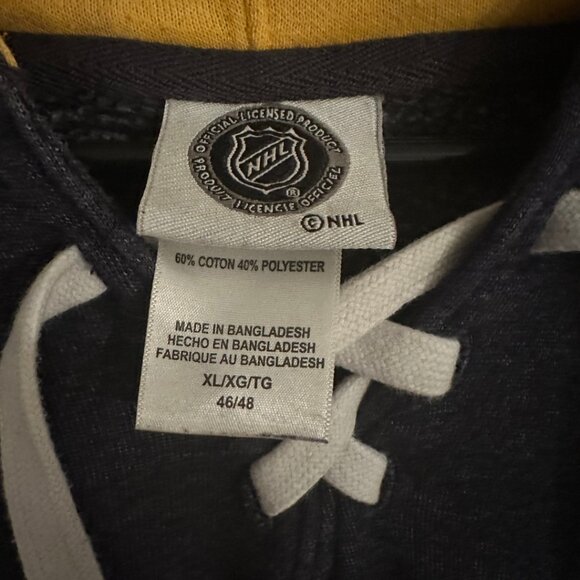 OFFICIAL LICENSED PRODUCT
NHL
®
PRODUIT LICENCIÉ OFFICIEL
© NHL
60% COTON 40% POLYESTER
MADE IN BANGLADESH
HECHO EN BANGLADESH
FABRIQUE AU BANGLADESH
XL/XG/TG
46/48